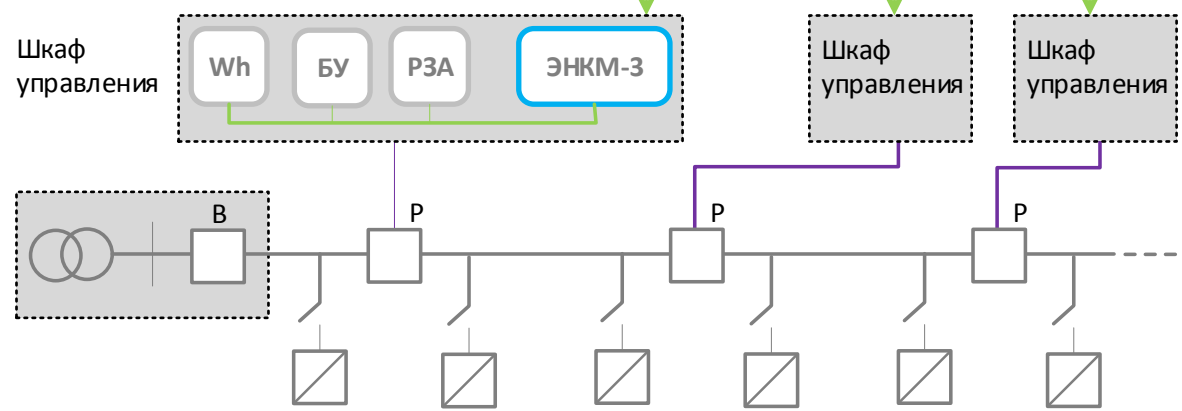 Шкаф
управления
Wh
БУ
РЗА
ЭНКМ-3
Шкаф
управления
Шкаф
управления
В
Р
Р
Р